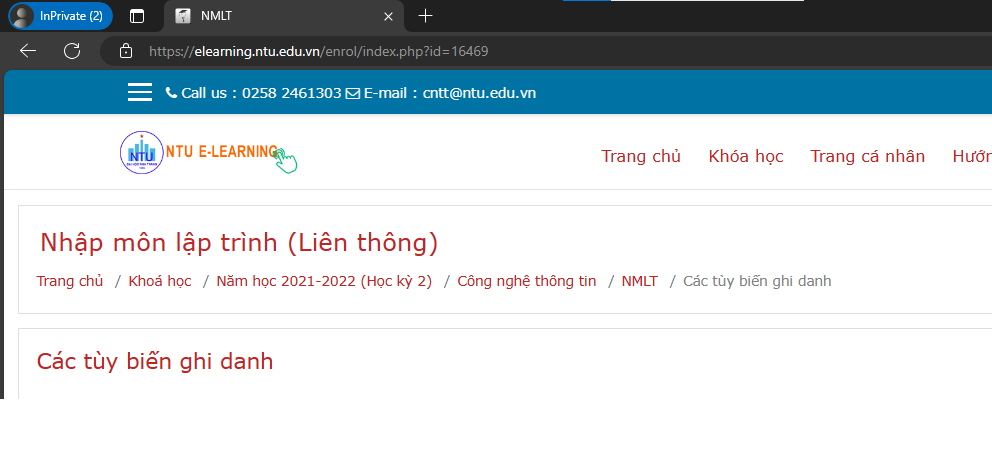 InPrivate (2)
NMLT
https://elearning.ntu.edu.vn/enrol/index.php?id=16469
Call us : 0258 2461303 E-mail : cntt@ntu.edu.vn
NTU
NTU E-LEARNING
Trang chủ Khóa học Trang cá nhân Hướn
Nhập môn lập trình (Liên thông)
Trang chủ / Khoá học / Năm học 2021-2022 (Học kỳ 2) / Công nghệ thông tin / NMLT / Các tùy biến ghi danh
Các tùy biến ghi danh